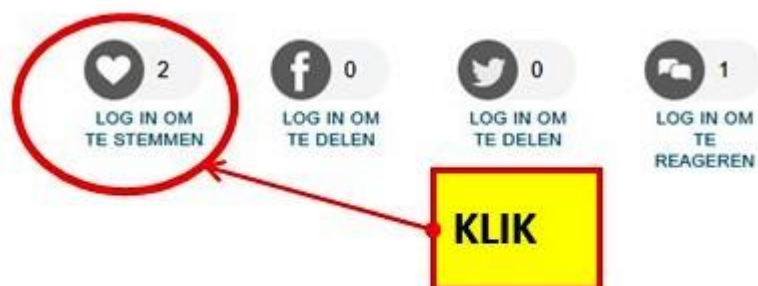 2
LOG IN OM
TE STEMMEN
0
LOG IN OM
TE DELEN
0
LOG IN OM
TE DELEN
1
LOG IN OM
TE
REAGEREN
KLIK